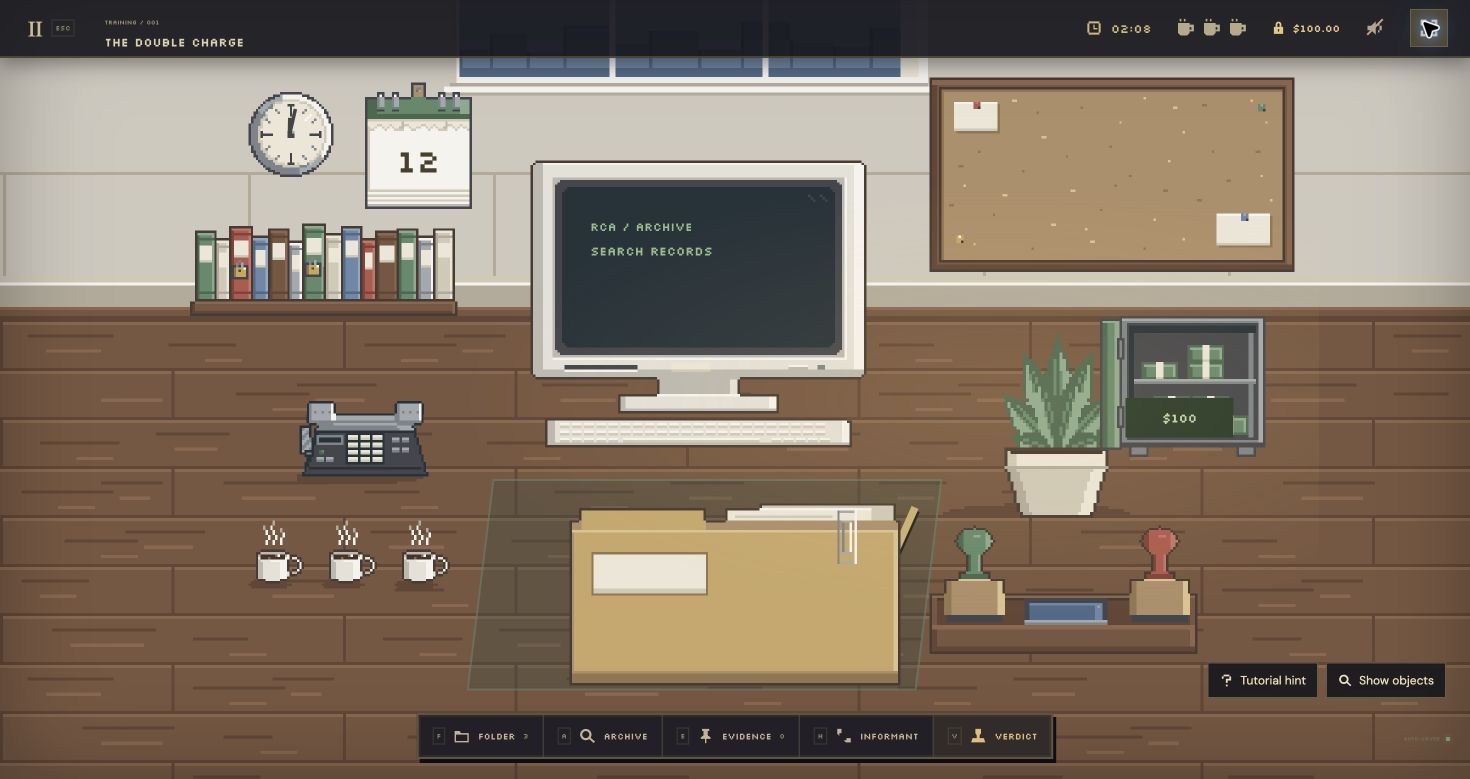 II ESC
TRAINING / 001
THE DOUBLE CHARGE
02:08
$100.00
12
RCA / ARCHIVE
SEARCH RECORDS
$100
Tutorial hint
Show objects
F FOLDER 3
A ARCHIVE
E EVIDENCE 0
H INFORMANT
V VERDICT